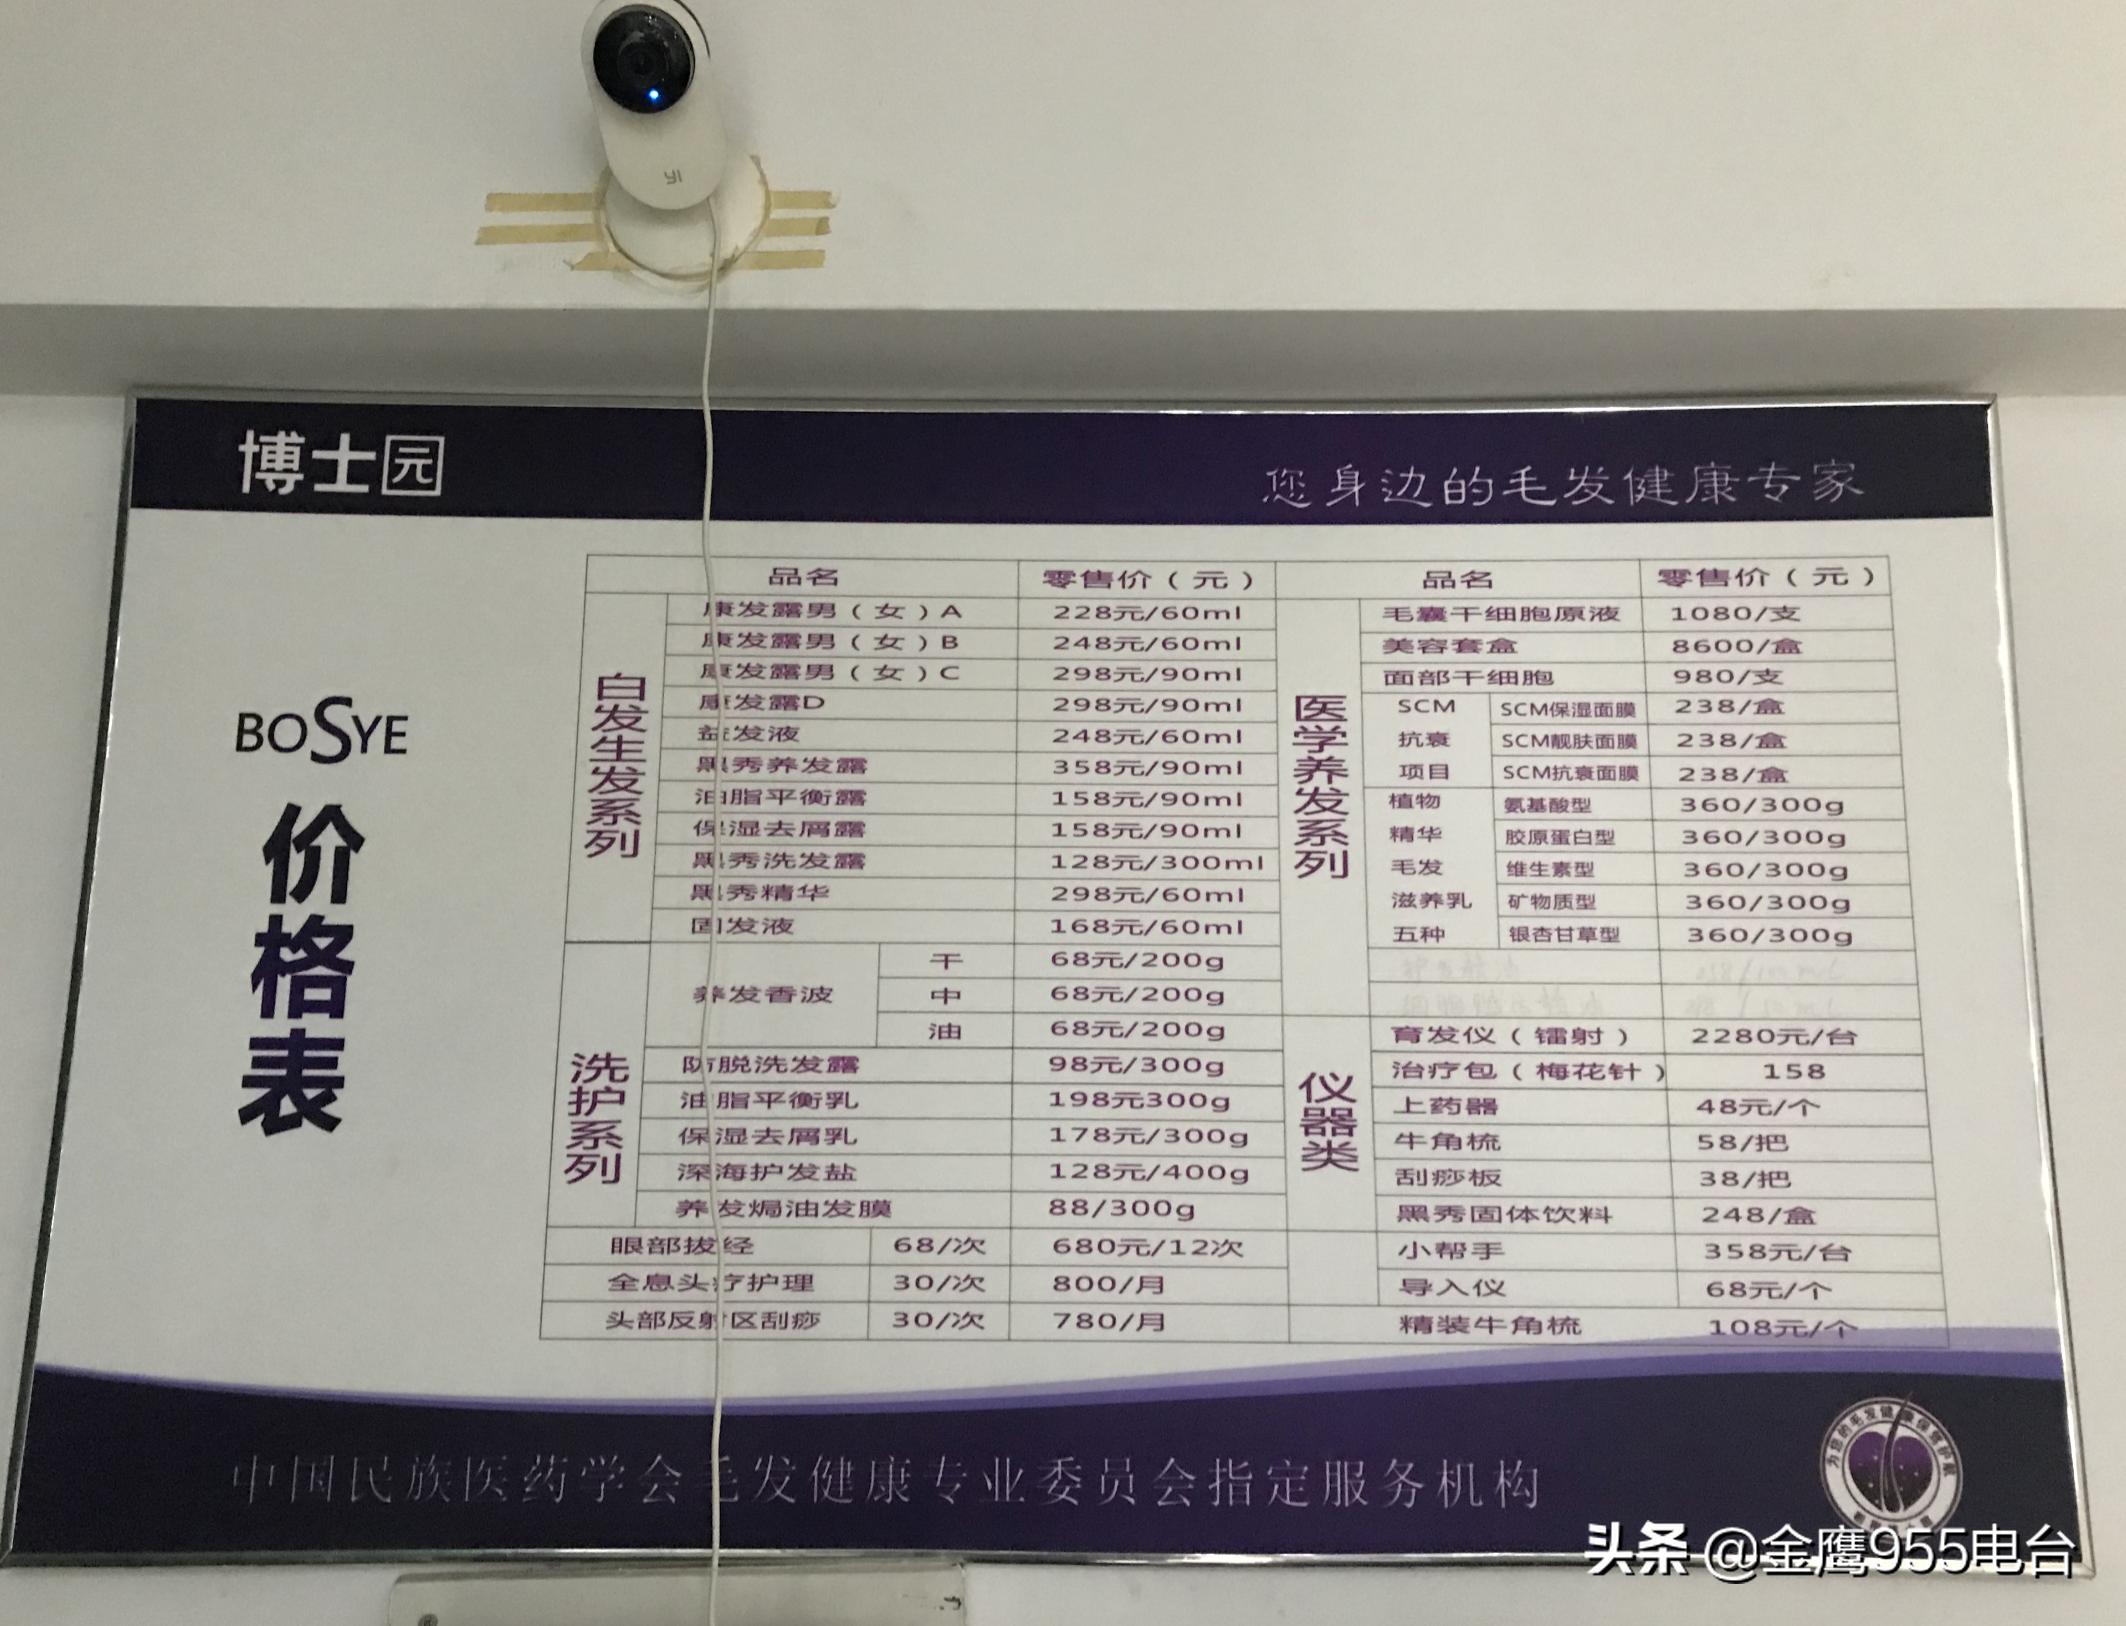 yi
博士园
您身边的毛发健康专家
BOSYE
价格表
品名 零售价(元) 品名 零售价(元)
白发生发系列
康发露男(女)A 228元/60ml
康发露男(女)B 248元/60ml
康发露男(女)C 298元/90ml
康发露D 298元/90ml
益发液 248元/60ml
黑秀养发露 358元/90ml
油脂平衡露 158元/90ml
保湿去屑露 158元/90ml
黑秀洗发露 128元/300ml
黑秀精华 298元/60ml
固发液 168元/60ml
洗护系列
养发香波
干 68元/200g
中 68元/200g
油 68元/200g
防脱洗发露 98元/300g
油脂平衡乳 198元300g
保湿去屑乳 178元/300g
深海护发盐 128元/400g
养发焗油发膜 88/300g
眼部拔经 68/次 680元/12次
全息头疗护理 30/次 800/月
头部反射区刮痧 30/次 780/月
医学养发系列
毛囊干细胞原液 1080/支
美容套盒 8600/盒
面部干细胞 980/支
SCM SCM保湿面膜 238/盒
抗衰 SCM靓肤面膜 238/盒
项目 SCM抗衰面膜 238/盒
植物 氨基酸型 360/300g
精华 胶原蛋白型 360/300g
毛发 维生素型 360/300g
滋养乳 矿物质型 360/300g
五种 银杏甘草型 360/300g
仪器类
育发仪(镭射) 2280元/台
治疗包(梅花针) 158
上药器 48元/个
牛角梳 58/把
刮痧板 38/把
黑秀固体饮料 248/盒
小帮手 358元/台
导入仪 68元/个
精装牛角梳 108元/个
中国民族医药学会毛发健康专业委员会指定服务机构
为您的毛发健康保驾护航
头条 @金鹰955电台